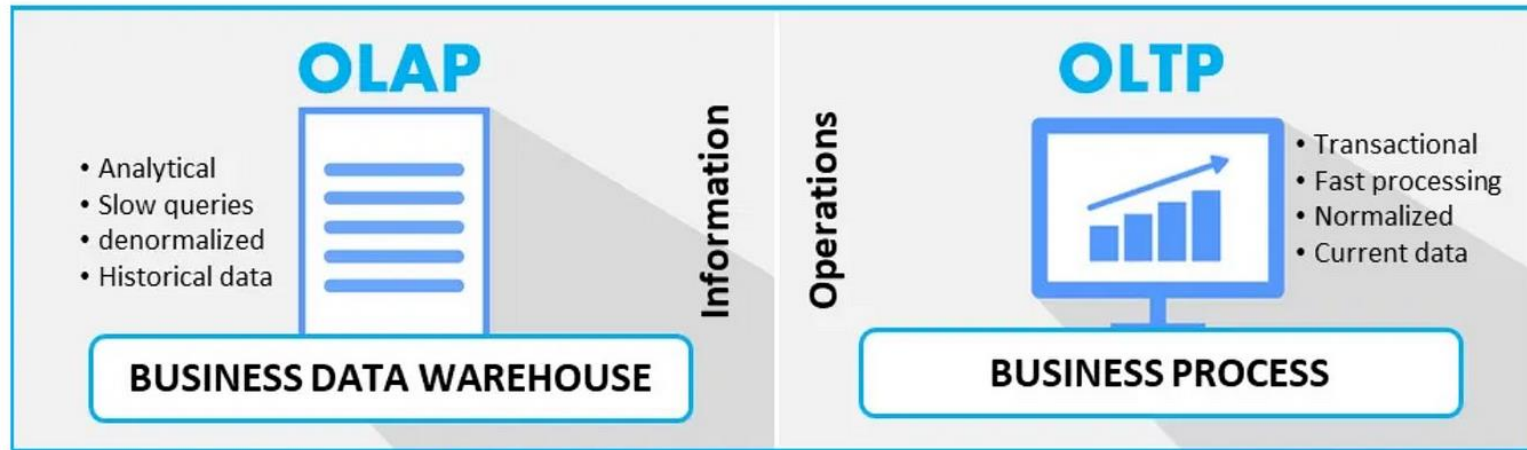 OLAP
• Analytical
• Slow queries
• denormalized
• Historical data
Information
BUSINESS DATA WAREHOUSE
OLTP
Operations
• Transactional
• Fast processing
• Normalized
• Current data
BUSINESS PROCESS